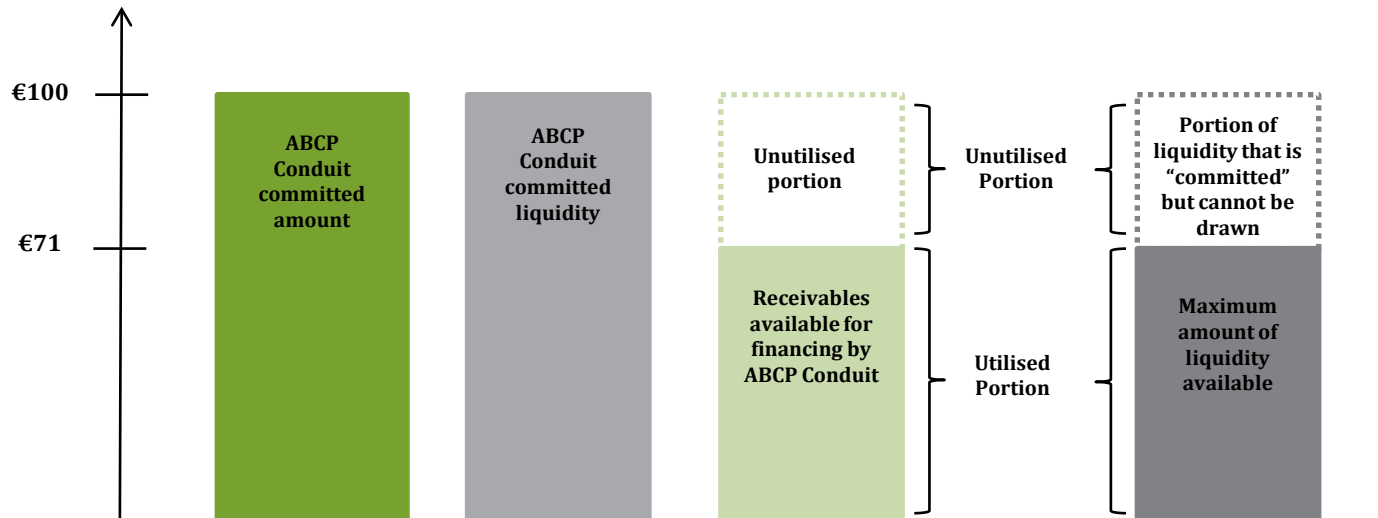 €100
€71
ABCP
Conduit
committed
amount
ABCP
Conduit
committed
liquidity
Unutilised
portion
Receivables
available for
financing by
ABCP Conduit
Unutilised
Portion
Utilised
Portion
Portion of
liquidity that is
“committed”
but cannot be
drawn
Maximum
amount of
liquidity
available